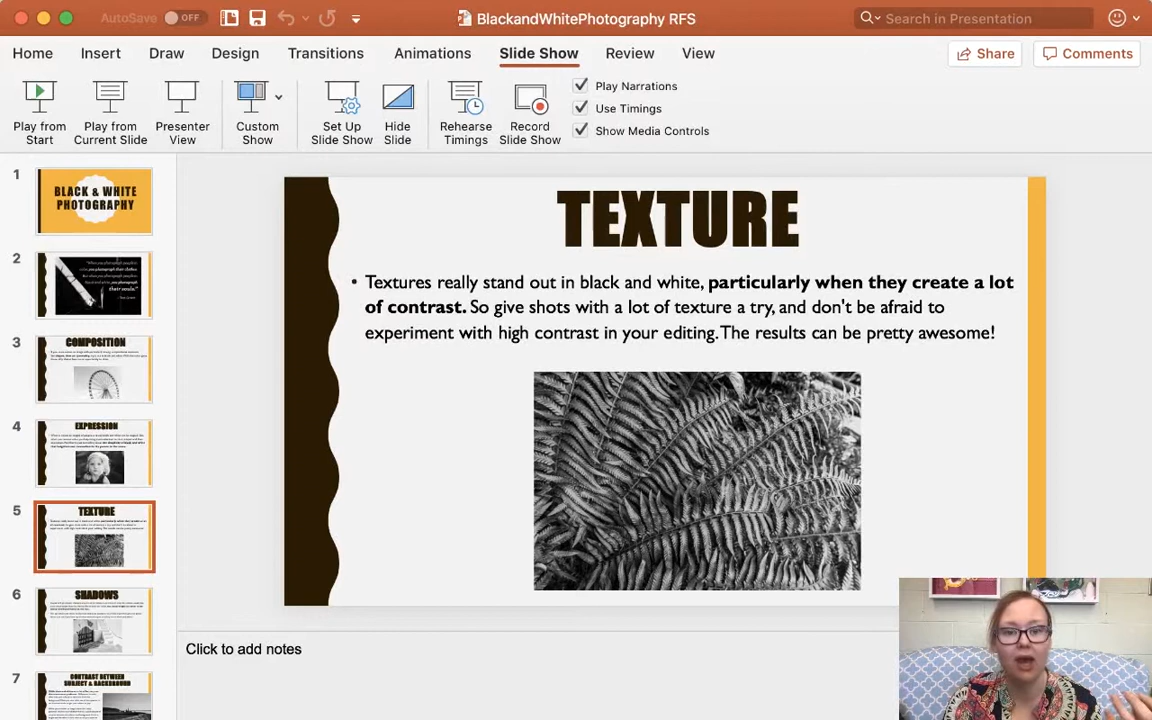 AutoSave OFF
BlackandWhitePhotography RFS
Search in Presentation
Home Insert Draw Design Transitions Animations Slide Show Review View
Share Comments
Play from Start
Play from Current Slide
Presenter View
Custom Show
Set Up Slide Show
Hide Slide
Rehearse Timings
Record Slide Show
Play Narrations
Use Timings
Show Media Controls
1
BLACK & WHITE
PHOTOGRAPHY
2
3
COMPOSITION
4
EXPRESSION
5
TEXTURE
6
SHADOWS
7
CONTRAST BETWEEN
SUBJECT & BACKGROUND
TEXTURE
• Textures really stand out in black and white, particularly when they create a lot
of contrast. So give shots with a lot of texture a try, and don't be afraid to
experiment with high contrast in your editing. The results can be pretty awesome!
Click to add notes